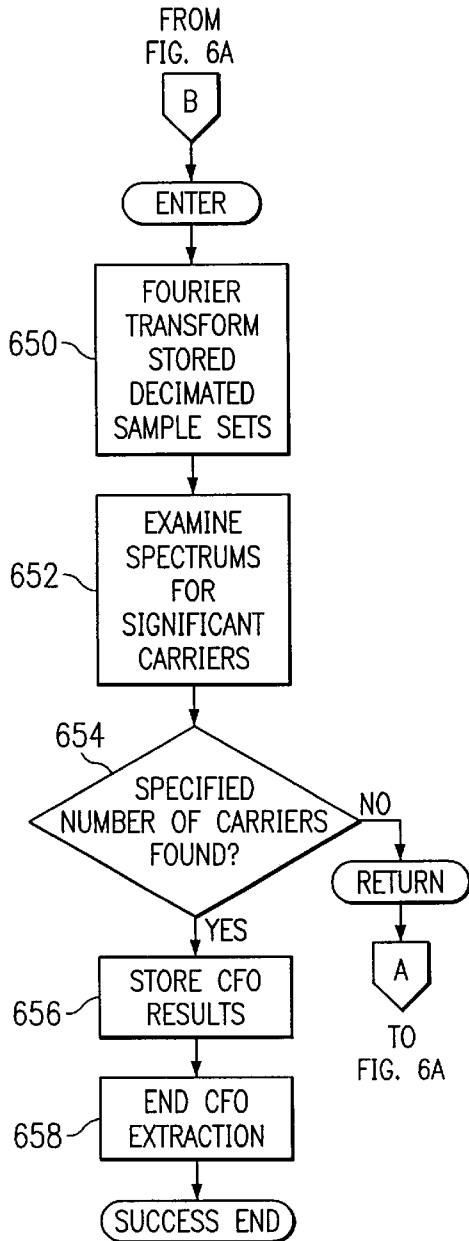 FROM
FIG. 6A
B
ENTER
650
FOURIER
TRANSFORM
STORED
DECIMATED
SAMPLE SETS
652
EXAMINE
SPECTRUMS
FOR
SIGNIFICANT
CARRIERS
654
SPECIFIED
NUMBER OF CARRIERS
FOUND?
NO
RETURN
A
TO
FIG. 6A
YES
656
STORE CFO
RESULTS
658
END CFO
EXTRACTION
SUCCESS END